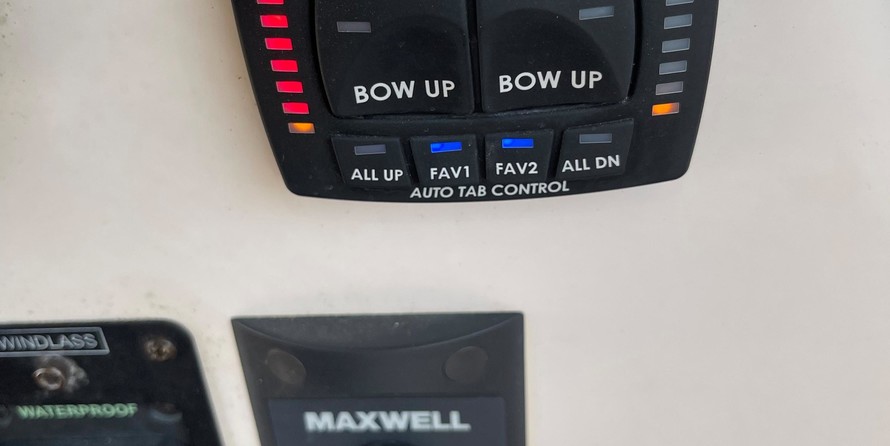 BOW UP BOW UP
ALL UP FAV1 FAV2 ALL DN
AUTO TAB CONTROL
WINDLASS
WATERPROOF
MAXWELL